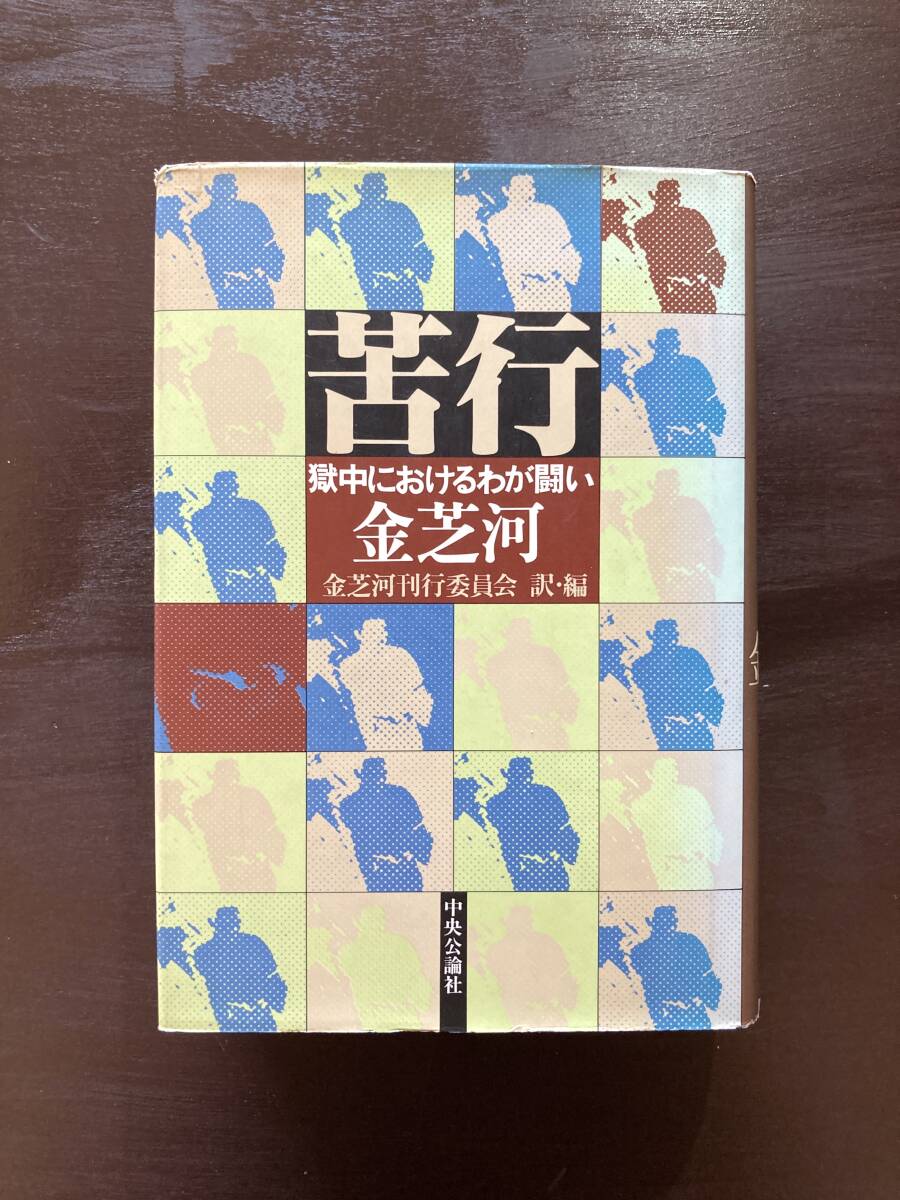 苦行
獄中におけるわが闘い
金芝河
金芝河刊行委員会 訳・編
中央公論社